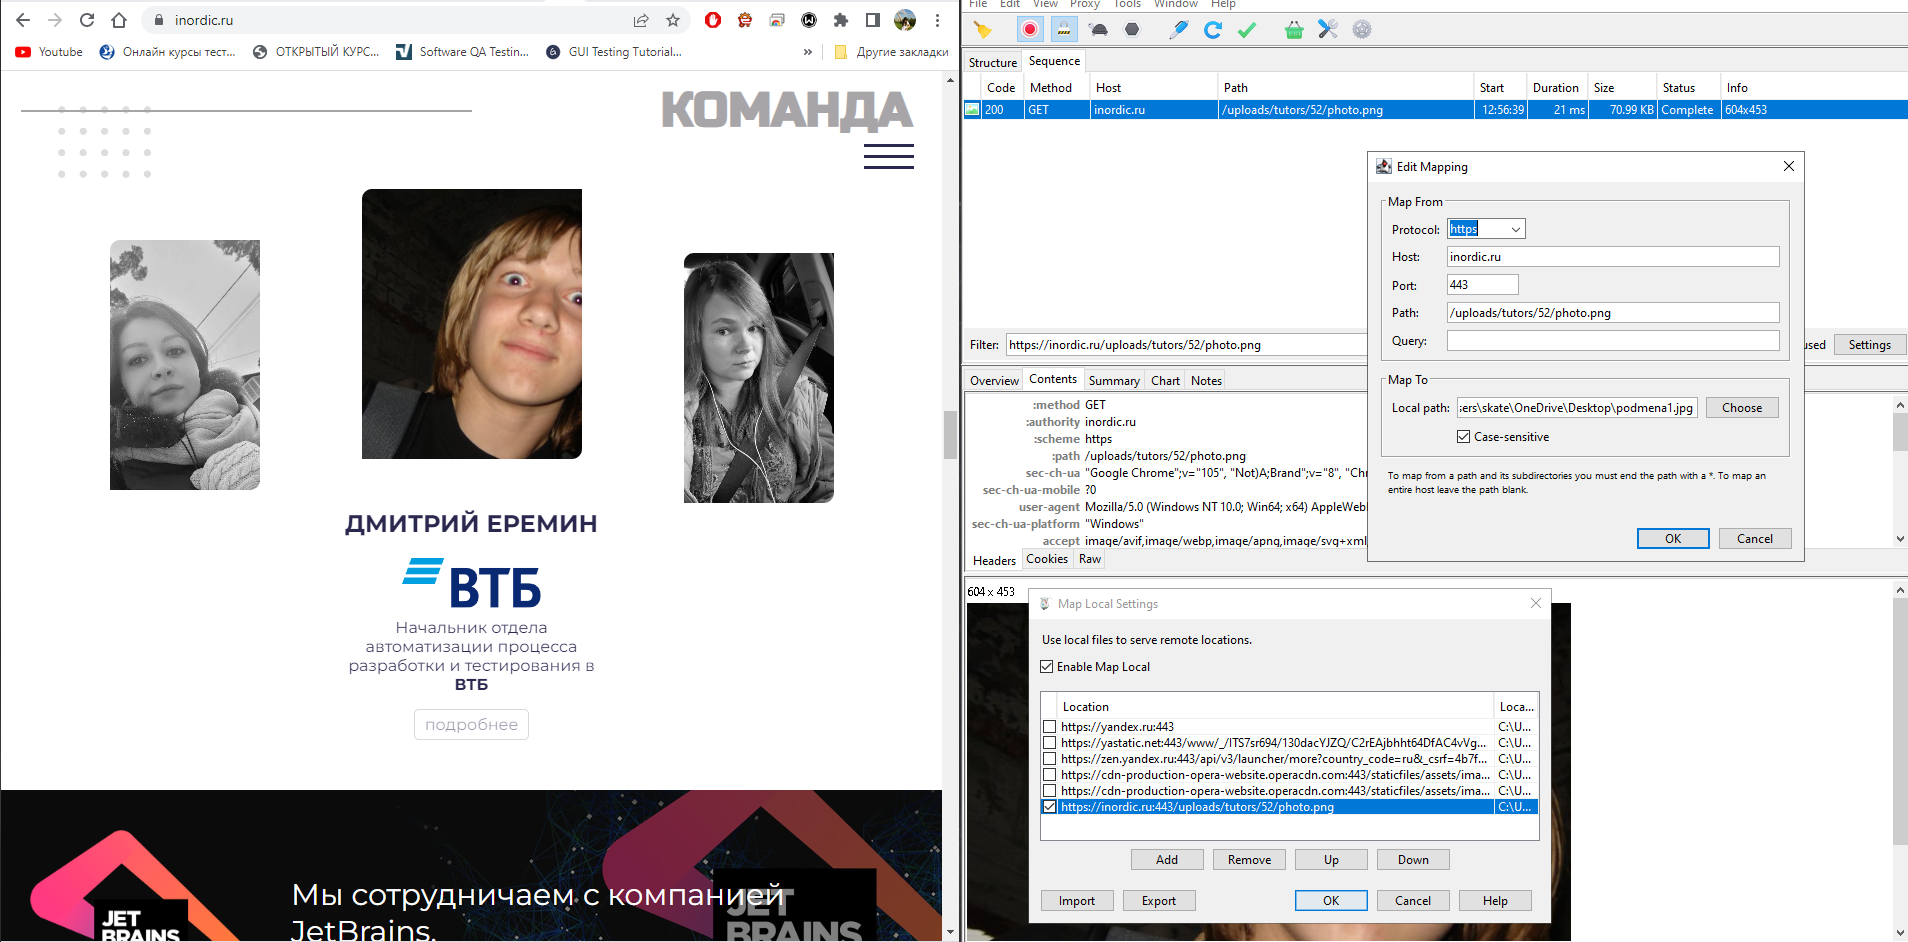 inordic.ru
Youtube
Онлайн курсы тест...
ОТКРЫТЫЙ КУРС...
Software QA Testin...
GUI Testing Tutorial...
»
Другие закладки
КОМАНДА
ДМИТРИЙ ЕРЕМИН
ВТБ
Начальник отдела
автоматизации процесса
разработки и тестирования в
ВТБ
подробнее
JET
BRAINS
Мы сотрудничаем с компанией
JetBrains.
JET
BRAINS
File Edit View Proxy Tools Window Help
Structure Sequence
Code Method Host Path Start Duration Size Status Info
200 GET inordic.ru /uploads/tutors/52/photo.png 12:56:39 21 ms 70.99 KB Complete 604x453
Filter: https://inordic.ru/uploads/tutors/52/photo.png
Settings
Overview Contents Summary Chart Notes
:method GET
:authority inordic.ru
:scheme https
:path /uploads/tutors/52/photo.png
sec-ch-ua "Google Chrome";v="105", "Not)A;Brand";v="8", "Chr
sec-ch-ua-mobile ?0
user-agent Mozilla/5.0 (Windows NT 10.0; Win64; x64) AppleWebl
sec-ch-ua-platform "Windows"
accept image/avif,image/webp,image/apng,image/svg+xml,
Headers Cookies Raw
604 x 453
Edit Mapping
Map From
Protocol: https
Host: inordic.ru
Port: 443
Path: /uploads/tutors/52/photo.png
Query:
Map To
Local path: sers\skate\OneDrive\Desktop\podmena1.jpg Choose
Case-sensitive
To map from a path and its subdirectories you must end the path with a *. To map an
entire host leave the path blank.
OK Cancel
Map Local Settings
Use local files to serve remote locations.
Enable Map Local
Location Loca...
https://yandex.ru:443 C:\U...
https://yastatic.net:443/www/_/ITS7sr694/130dacYJZQ/C2rEAjbhht64DfAC4vVg... C:\U...
https://zen.yandex.ru:443/api/v3/launcher/more?country_code=ru&_csrf=4b7f... C:\U...
https://cdn-production-opera-website.operacdn.com:443/staticfiles/assets/ima... C:\U...
https://cdn-production-opera-website.operacdn.com:443/staticfiles/assets/ima... C:\U...
https://inordic.ru:443/uploads/tutors/52/photo.png C:\U...
Add Remove Up Down
Import Export OK Cancel Help